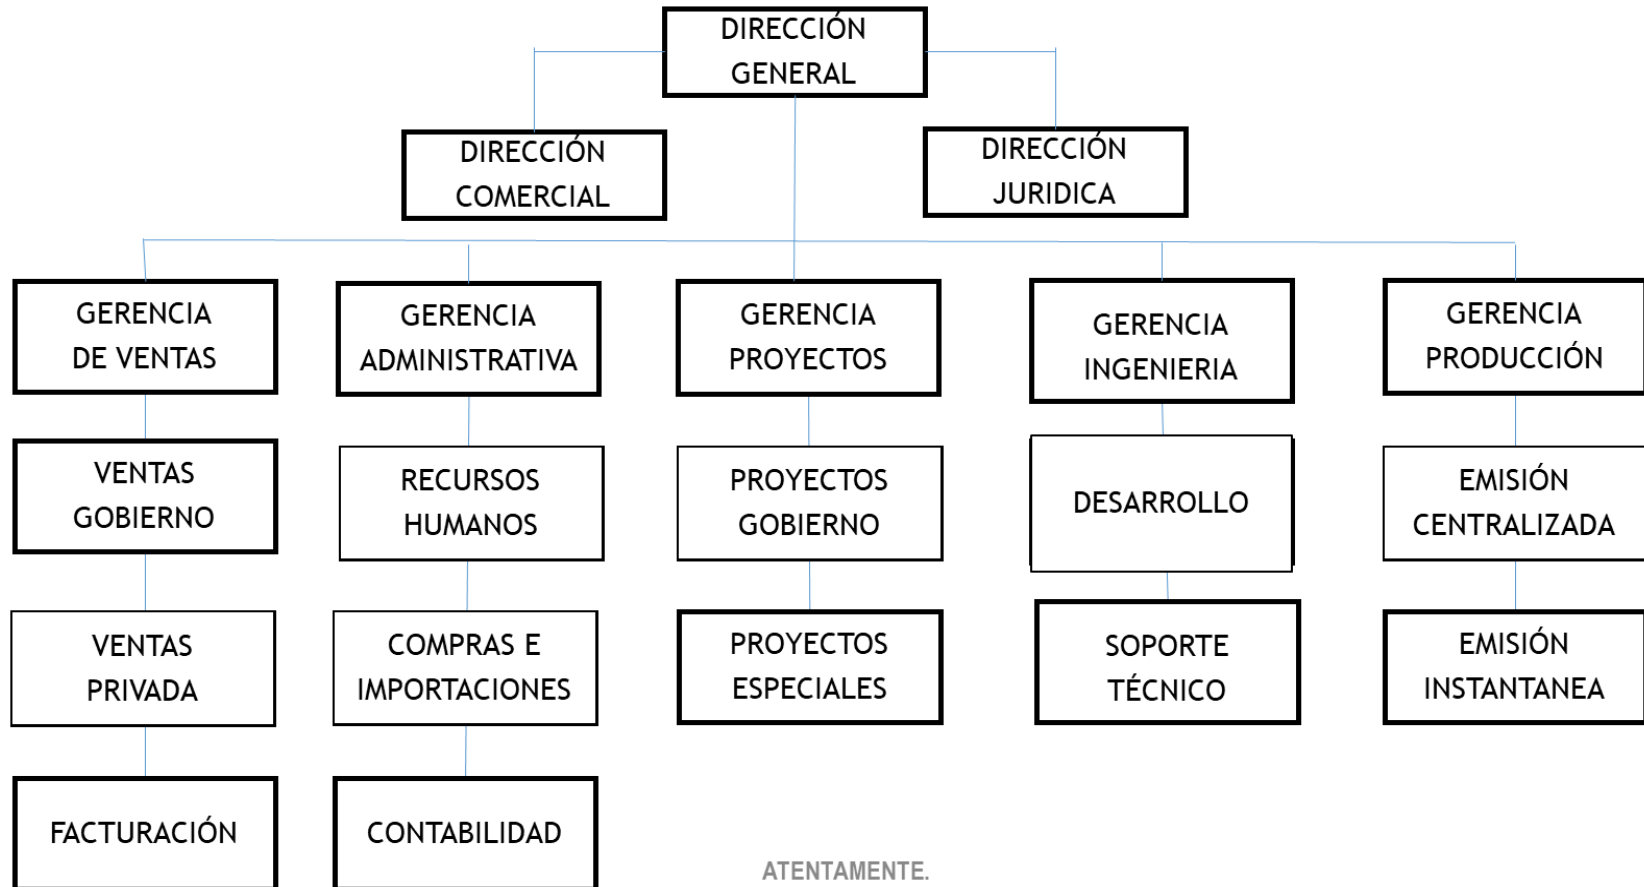 DIRECCIÓN
GENERAL
DIRECCIÓN
COMERCIAL
DIRECCIÓN
JURIDICA
GERENCIA
DE VENTAS
GERENCIA
ADMINISTRATIVA
GERENCIA
PROYECTOS
GERENCIA
INGENIERIA
GERENCIA
PRODUCCIÓN
VENTAS
GOBIERNO
RECURSOS
HUMANOS
PROYECTOS
GOBIERNO
DESARROLLO
EMISIÓN
CENTRALIZADA
VENTAS
PRIVADA
COMPRAS E
IMPORTACIONES
PROYECTOS
ESPECIALES
SOPORTE
TÉCNICO
EMISIÓN
INSTANTANEA
FACTURACIÓN
CONTABILIDAD
ATENTAMENTE.